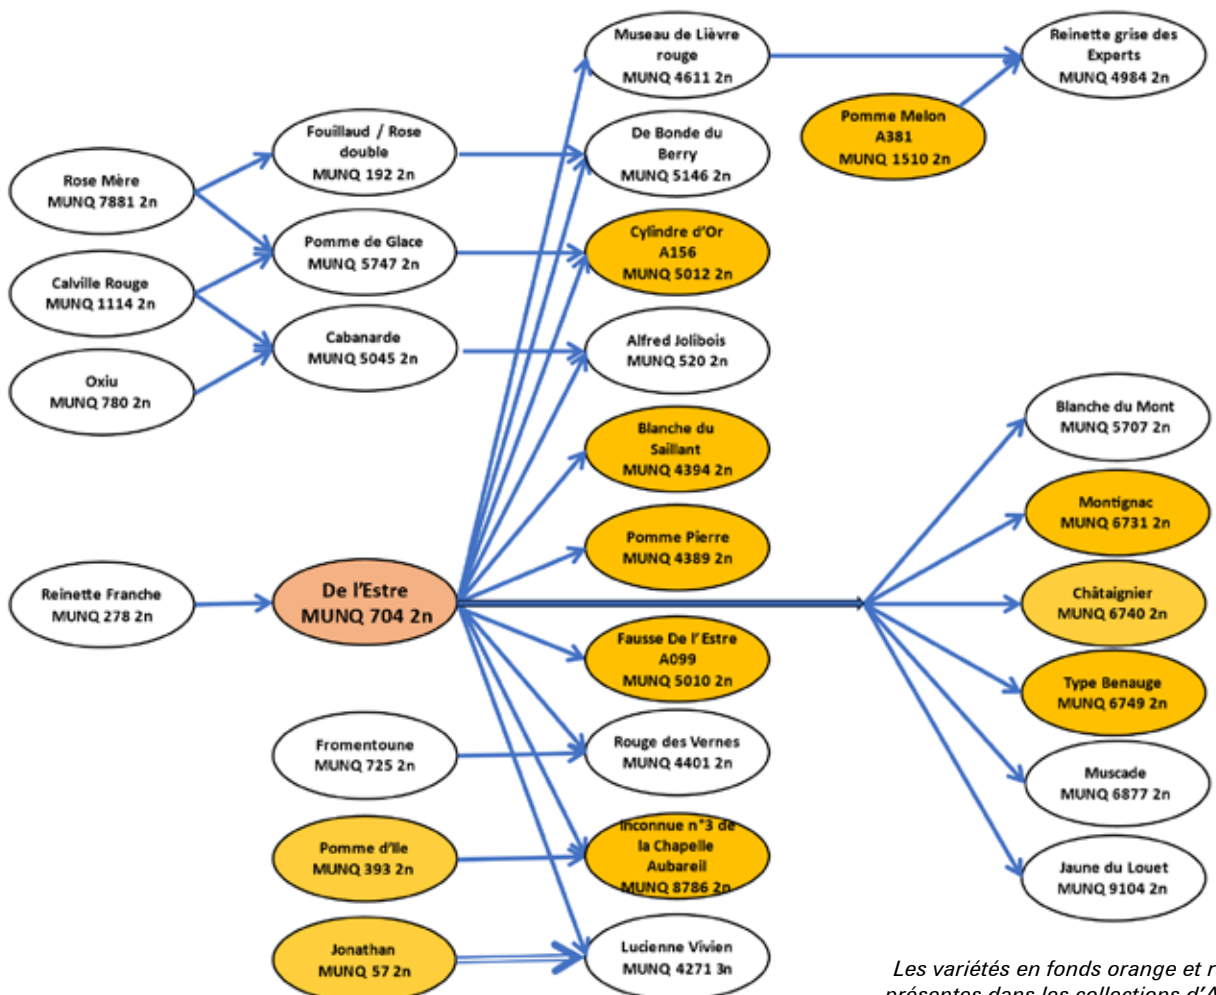 Museau de Lièvre
rouge
MUNQ 4611 2n
Reinette grise des
Experts
MUNQ 4984 2n
Pomme Melon
A381
MUNQ 1510 2n
Fouillaud / Rose
double
MUNQ 192 2n
De Bonde du
Berry
MUNQ 5146 2n
Rose Mère
MUNQ 7881 2n
Pomme de Glace
MUNQ 5747 2n
Cylindre d'Or
A156
MUNQ 5012 2n
Calville Rouge
MUNQ 1114 2n
Cabanarde
MUNQ 5045 2n
Alfred Jolibois
MUNQ 520 2n
Oxiu
MUNQ 780 2n
Blanche du
Saillant
MUNQ 4394 2n
Blanche du Mont
MUNQ 5707 2n
Pomme Pierre
MUNQ 4389 2n
Montignac
MUNQ 6731 2n
Reinette Franche
MUNQ 278 2n
De l'Estre
MUNQ 704 2n
Châtaignier
MUNQ 6740 2n
Fausse De l'Estre
A099
MUNQ 5010 2n
Type Benauge
MUNQ 6749 2n
Fromentoune
MUNQ 725 2n
Rouge des Vernes
MUNQ 4401 2n
Muscade
MUNQ 6877 2n
Pomme d'Ile
MUNQ 393 2n
Inconnue n°3 de
la Chapelle
Aubareil
MUNQ 8786 2n
Jaune du Louet
MUNQ 9104 2n
Jonathan
MUNQ 57 2n
Lucienne Vivien
MUNQ 4271 3n
Les variétés en fonds orange et
présentes dans les collections